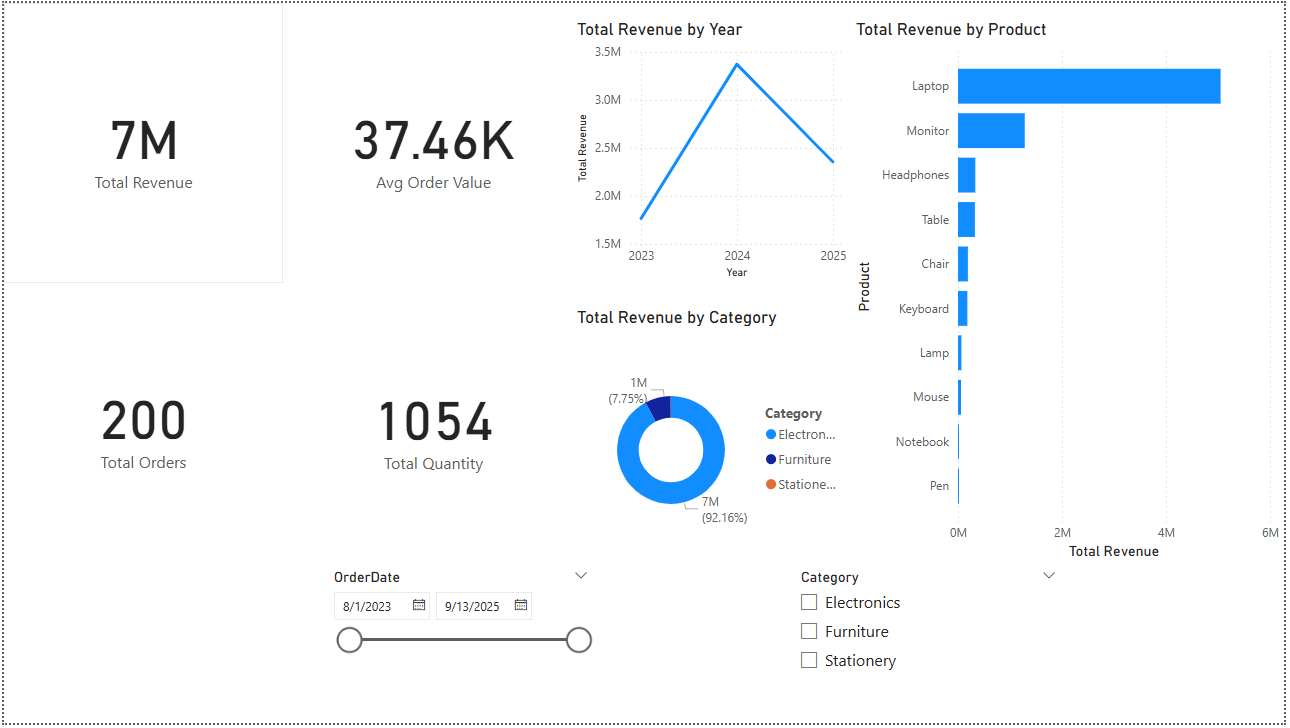 7M
Total Revenue
37.46K
Avg Order Value
200
Total Orders
1054
Total Quantity
Total Revenue by Year
3.5M
3.0M
2.5M
2.0M
1.5M
Total Revenue
2023 2024 2025
Year
Total Revenue by Category
1M
(7.75%)
7M
(92.16%)
Category
Electron...
Furniture
Statione...
Total Revenue by Product
Product
Laptop
Monitor
Headphones
Table
Chair
Keyboard
Lamp
Mouse
Notebook
Pen
0M 2M 4M 6M
Total Revenue
OrderDate
8/1/2023 9/13/2025
Category
Electronics
Furniture
Stationery